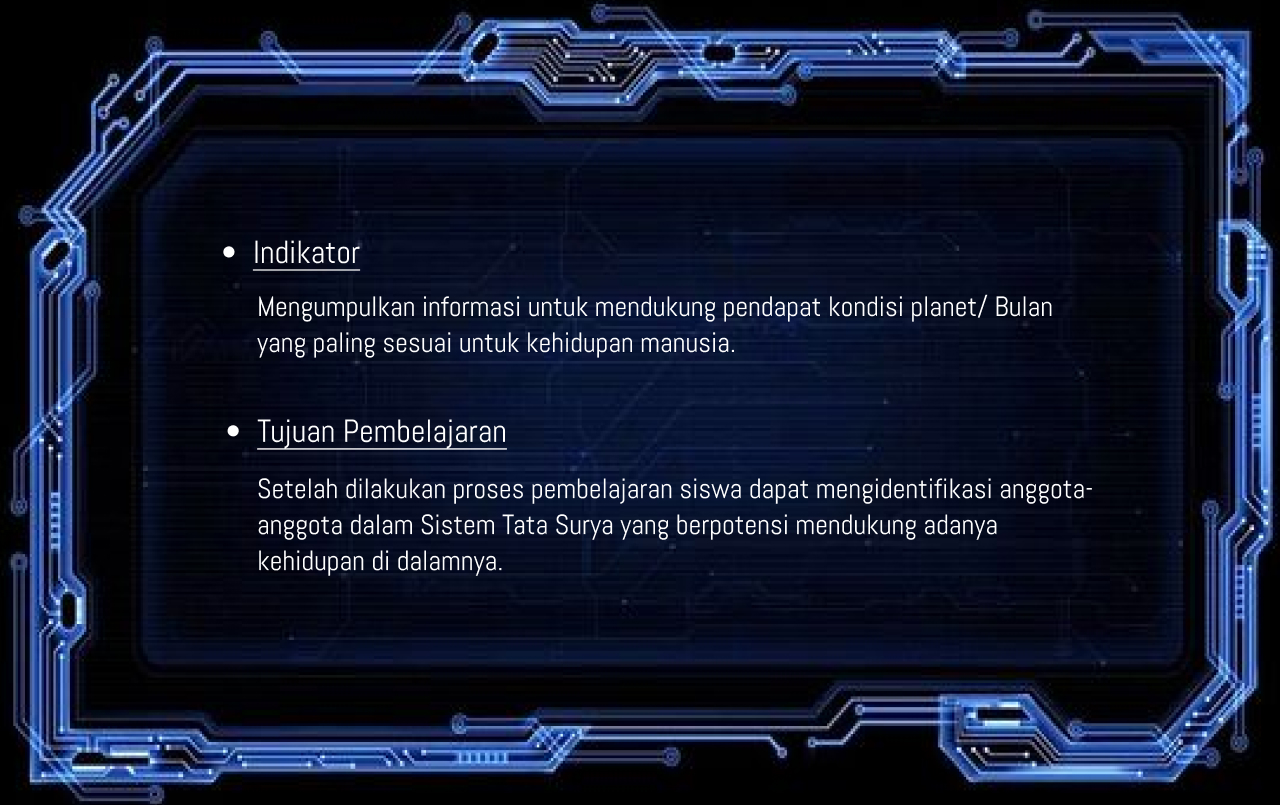 • Indikator
Mengumpulkan informasi untuk mendukung pendapat kondisi planet/ Bulan
yang paling sesuai untuk kehidupan manusia.
• Tujuan Pembelajaran
Setelah dilakukan proses pembelajaran siswa dapat mengidentifikasi anggota-
anggota dalam Sistem Tata Surya yang berpotensi mendukung adanya
kehidupan di dalamnya.